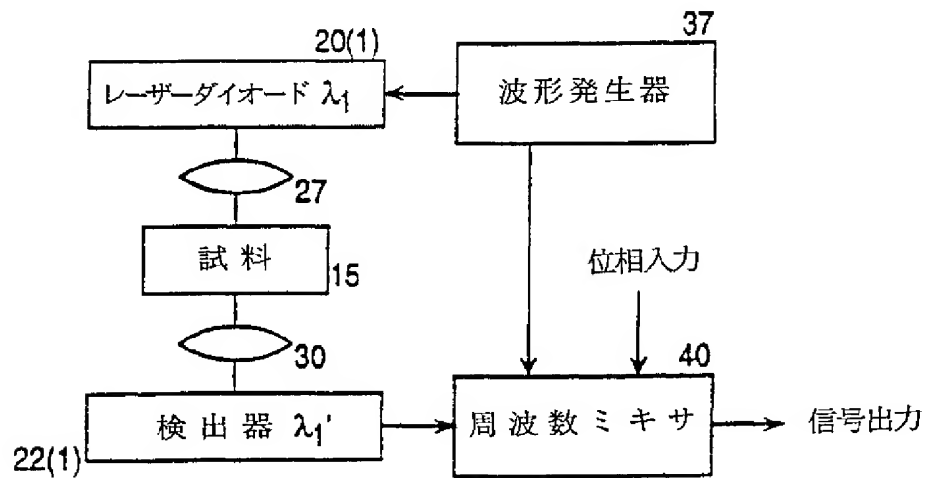 20(1)
37
レーザーダイオード λ1
波形発生器
27
試料
15
位相入力
30
40
検出器 λ1'
周波数ミキサ
信号出力
22(1)